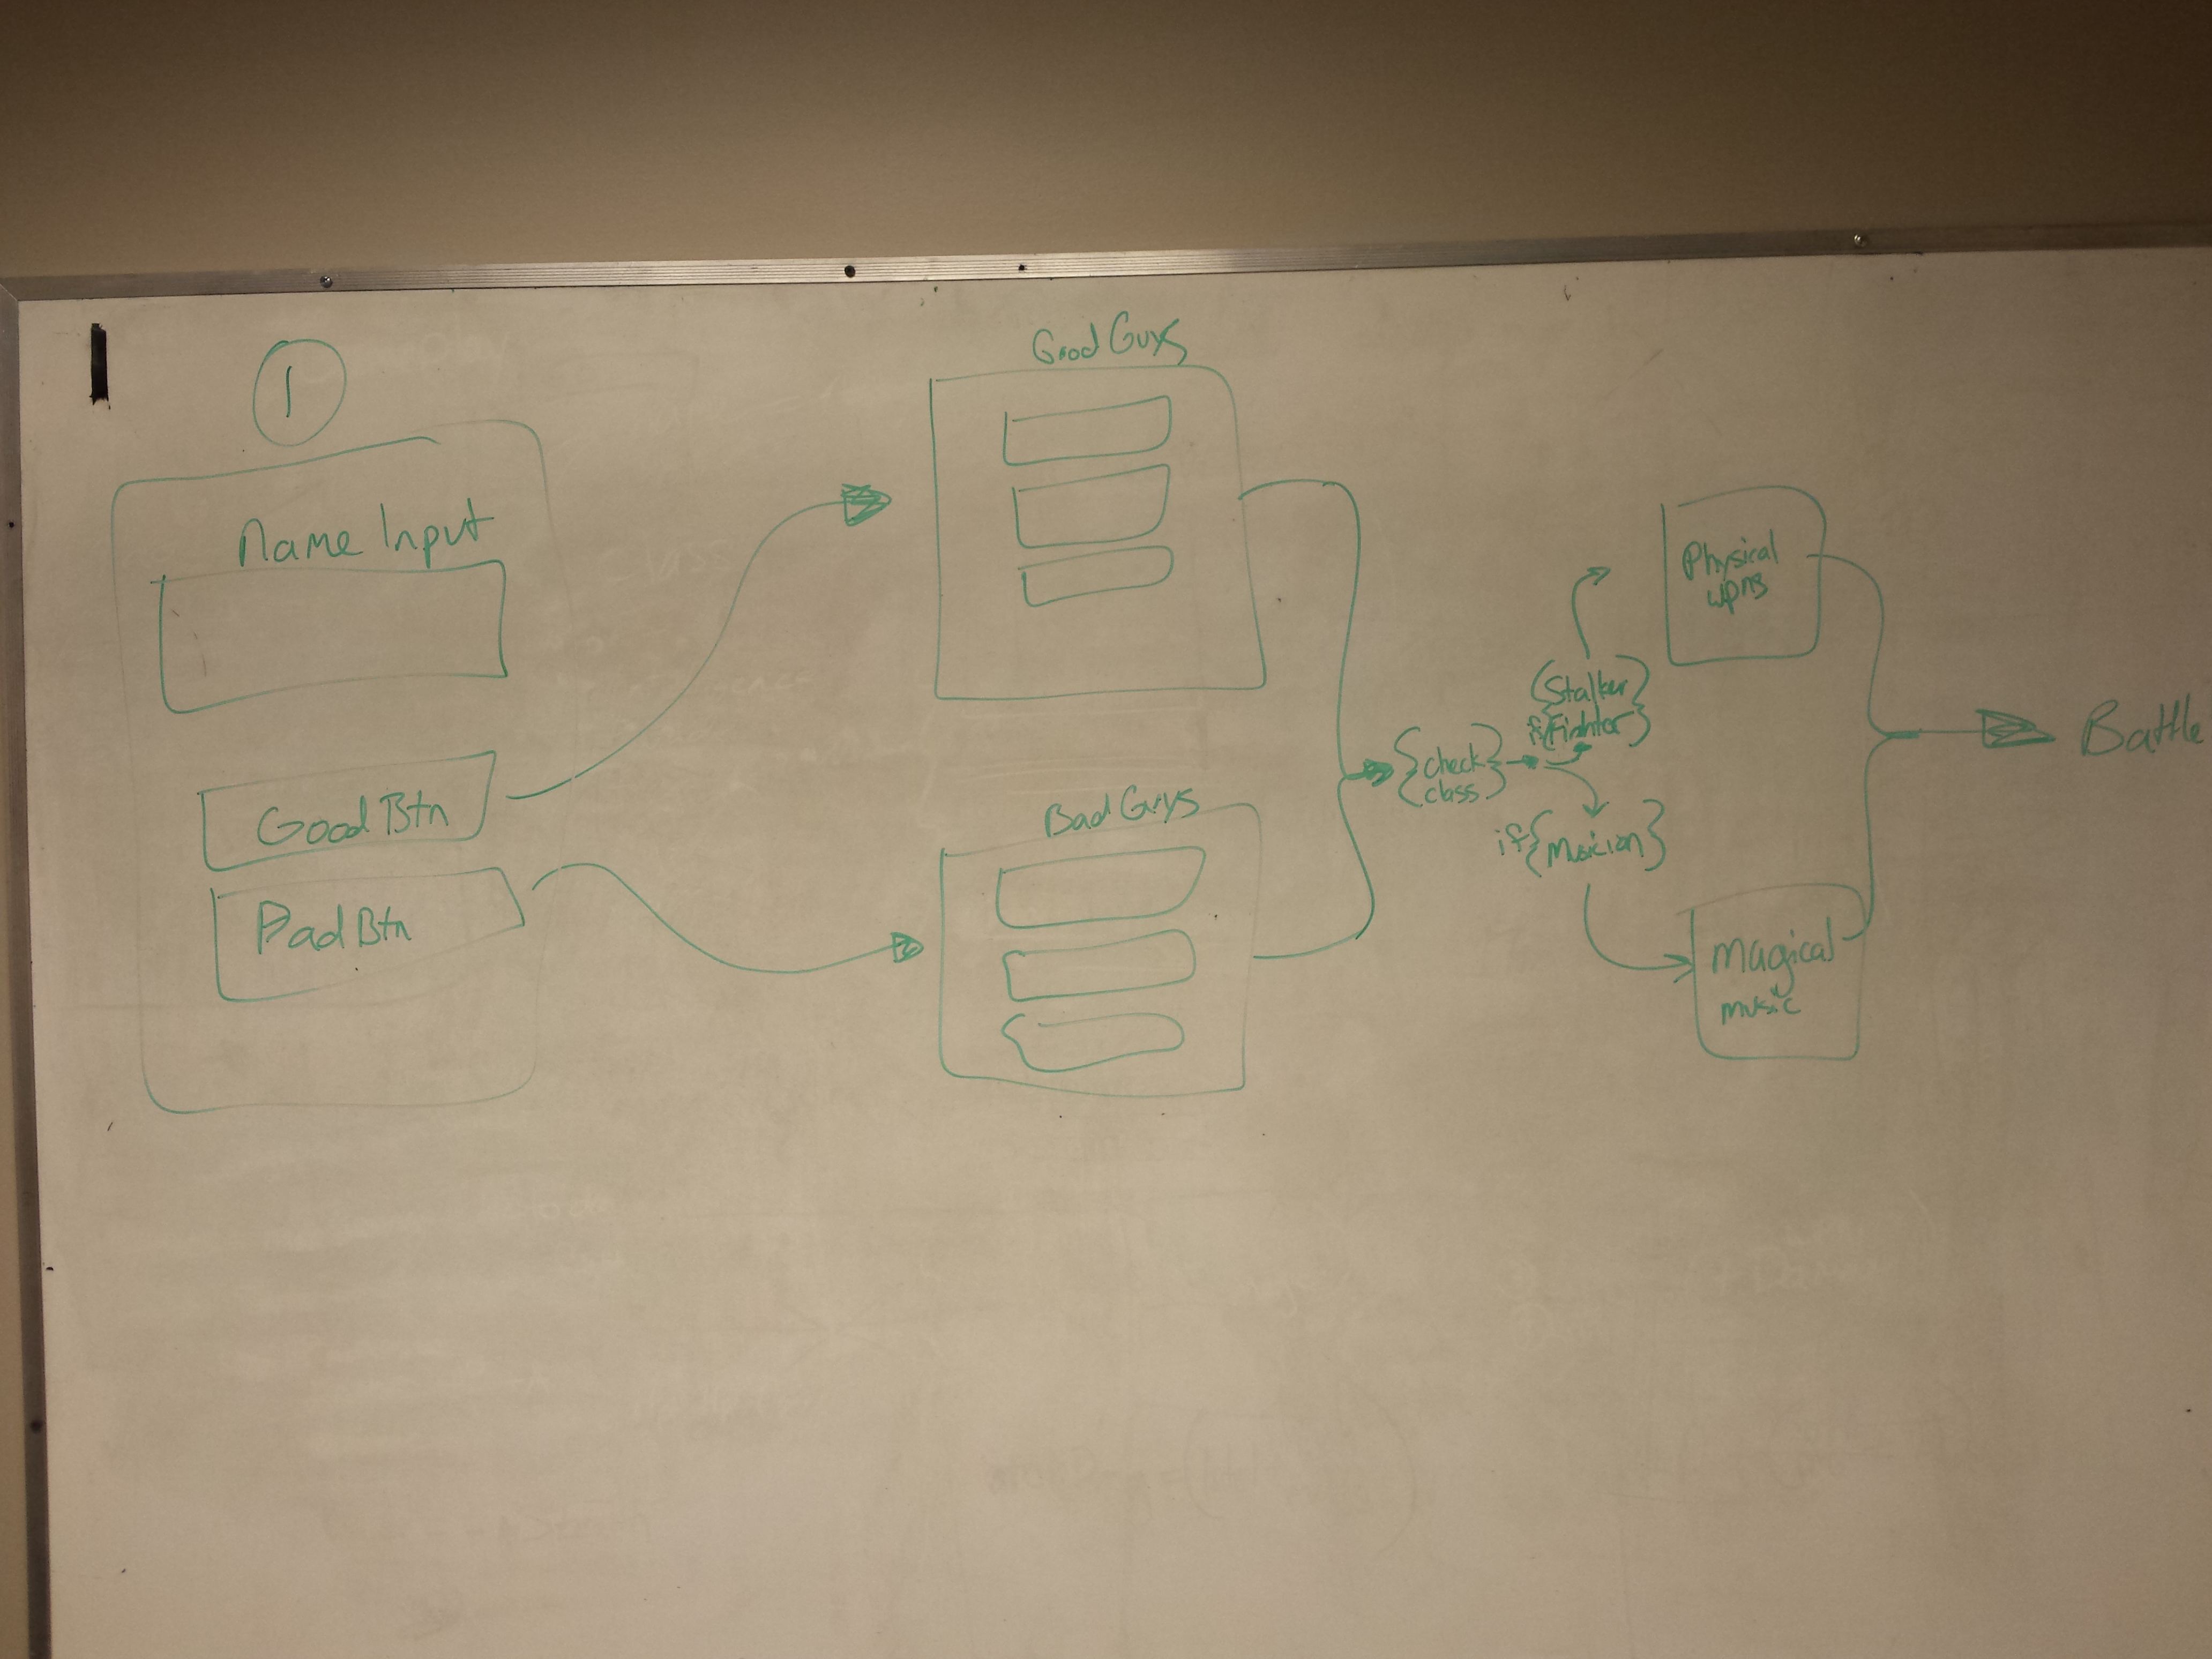 1
Name Input
Good Btn
Bad Btn
Good Guys
Bad Guys
{check
class}
{Stalker}
if {Fighter}
if {Musician}
Physical
wpns
Magical
music
Battle